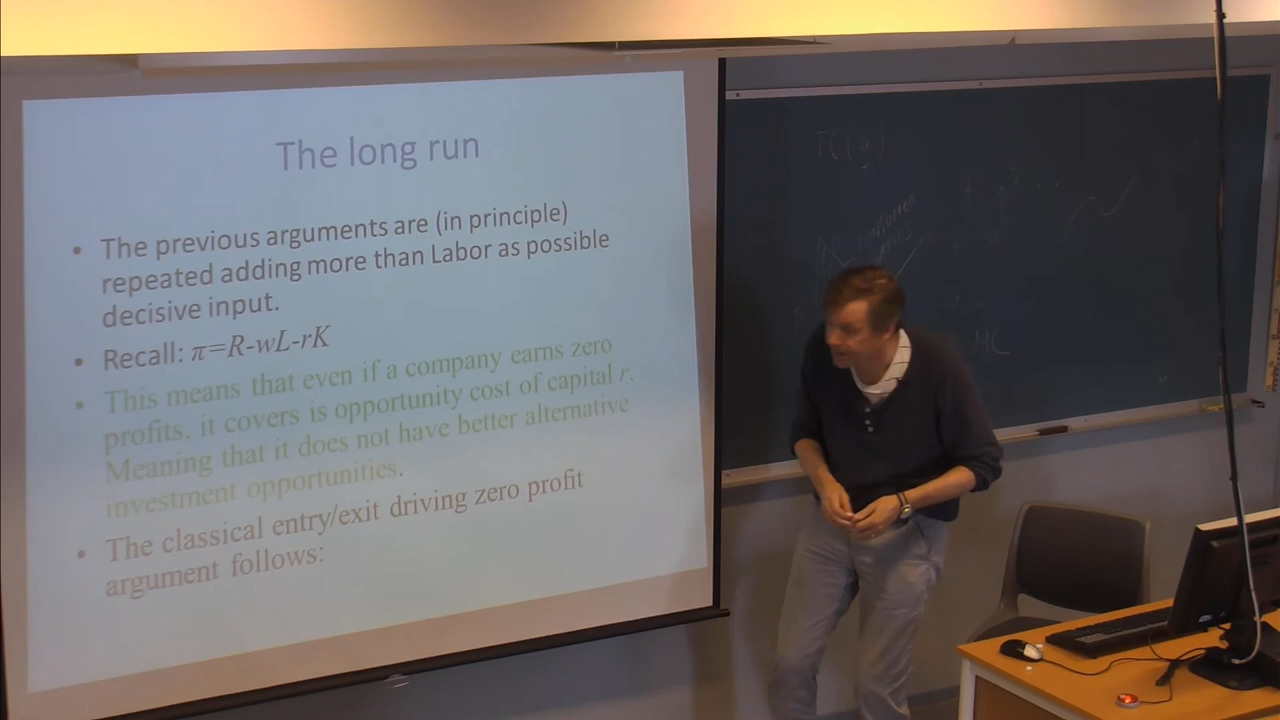 The long run
• The previous arguments are (in principle)
repeated adding more than Labor as possible
decisive input.
• Recall: π=R-wL-rK
• This means that even if a company earns zero
profits, it covers is opportunity cost of capital r.
Meaning that it does not have better alternative
investment opportunities.
• The classical entry/exit driving zero profit
argument follows:
MC